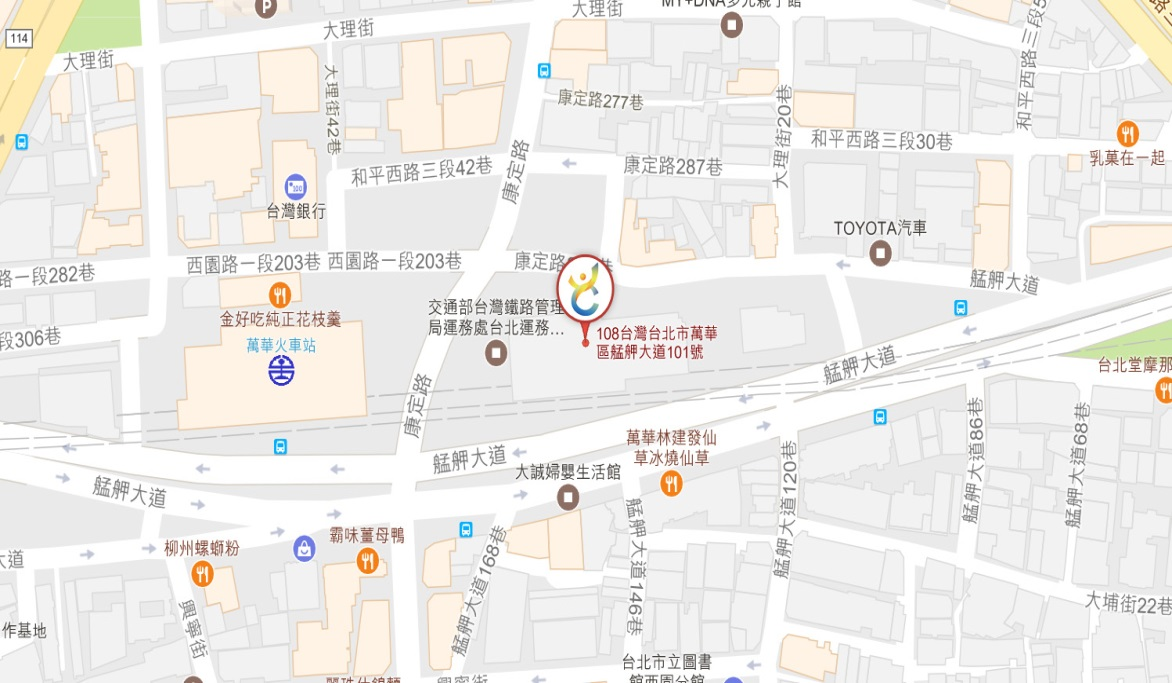 大理街
MY+DNA多元親子館
P
大理街
114
大理街
和平西路三段5
大理街42巷
康定路277巷
大理街20巷
和平西路三段30巷
乳菓在一起
和平西路三段42巷
康定路
康定路287巷
台灣銀行
TOYOTA汽車
西園路一段203巷
西園路一段203巷
康定路
巷
路一段282巷
艋舺大道
金好吃純正花枝羹
交通部台灣鐵路管理
局運務處台北運務...
108台灣台北市萬華
區艋舺大道101號
段306巷
萬華火車站
艋舺大道
台北堂摩那
康定路
艋舺大道86巷
艋舺大道68巷
萬華林建發仙
草冰燒仙草
艋舺大道
大誠婦嬰生活館
艋舺大道120巷
艋舺大道
霸味薑母鴨
柳州螺螄粉
艋舺大道168巷
艋舺大道146巷
大道
大埔街22巷
興寧街
作基地
台北市立圖書
館西園分館
興寧街